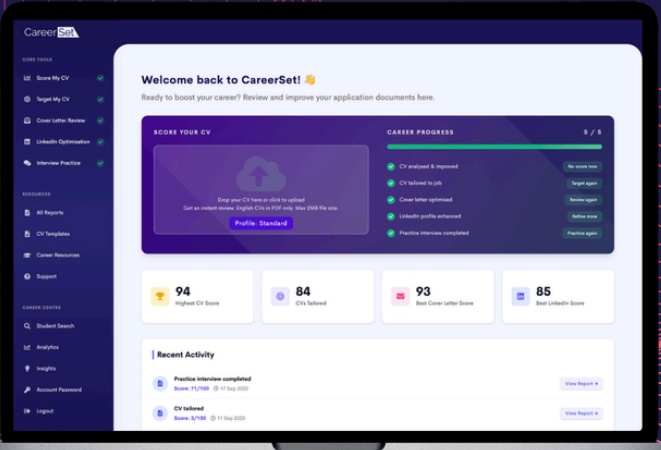 CareerSet
CORE TOOLS
Score My CV
Target My CV
Cover Letter Review
LinkedIn Optimisation
Interview Practice
RESOURCES
All Reports
CV Templates
Career Resources
Support
CAREER CENTRE
Student Search
Analytics
Insights
Account Password
Logout
Welcome back to CareerSet! 👋
Ready to boost your career? Review and improve your application documents here.
SCORE YOUR CV
Drop your CV here or click to upload
Get an instant review. English CVs in PDF only. Max 2MB file size.
Profile: Standard
CAREER PROGRESS 5 / 5
CV analysed & improved Re-score now
CV tailored to job Target again
Cover letter optimised Review again
LinkedIn profile enhanced Refine more
Practice interview completed Practice again
94
Highest CV Score
84
CVs Tailored
93
Best Cover Letter Score
85
Best LinkedIn Score
Recent Activity
Practice interview completed
Score: 71/100 17 Sep 2025
View Report →
CV tailored
Score: 3/100 11 Sep 2025
View Report →